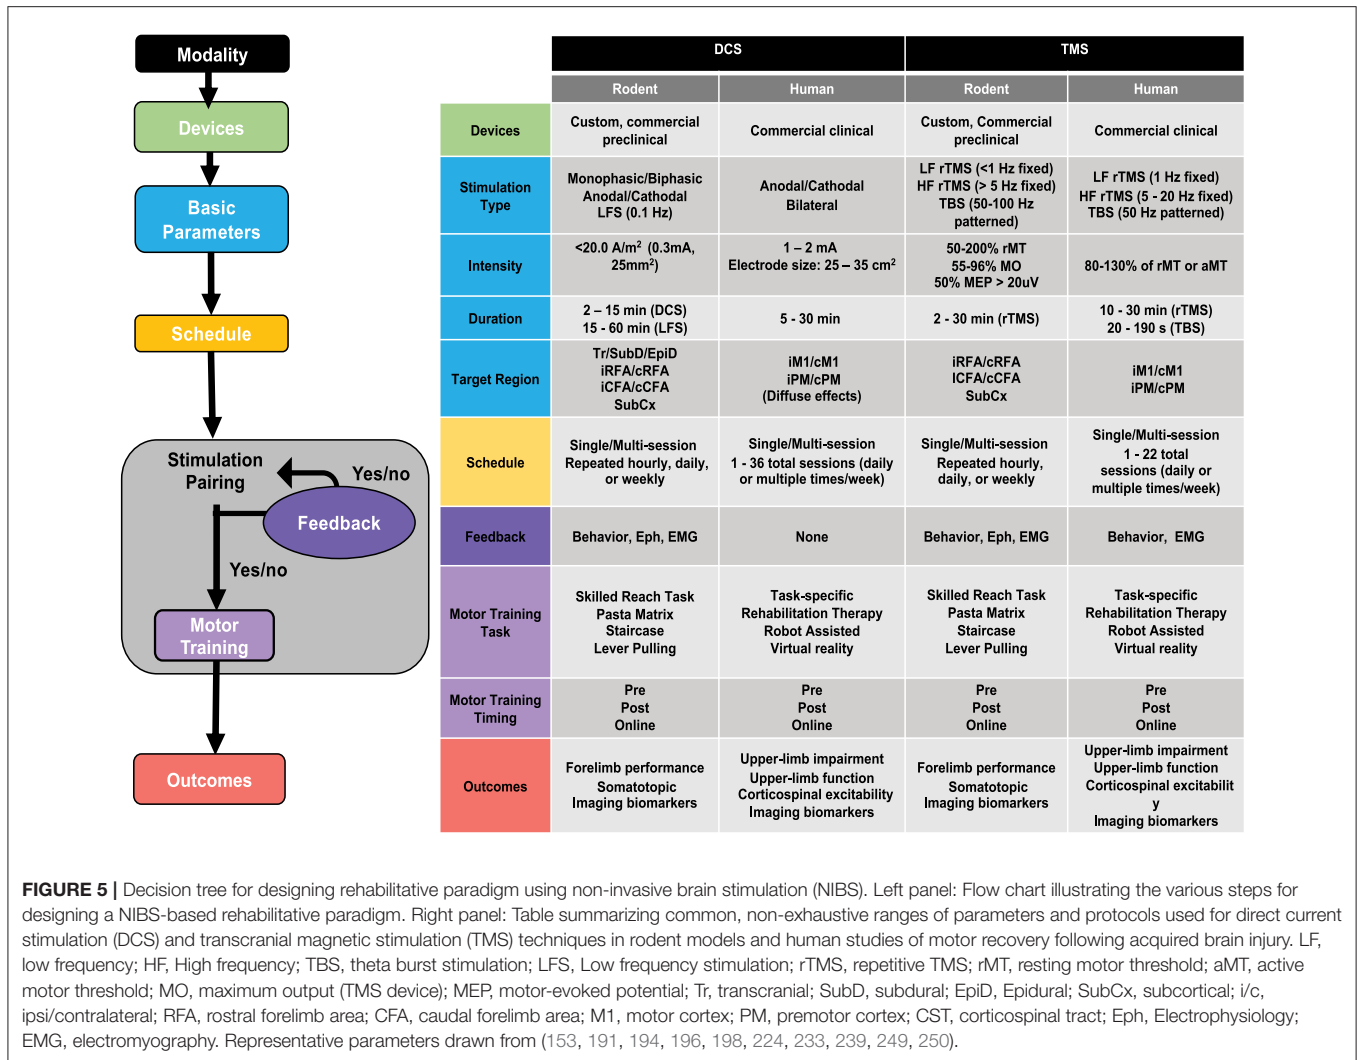 Modality
Devices
Basic
Parameters
Schedule
Stimulation
Pairing
Yes/no
Feedback
Yes/no
Motor
Training
Outcomes
DCS TMS
Rodent Human Rodent Human
Devices
Custom, commercial
preclinical
Commercial clinical
Custom, Commercial
preclinical
Commercial clinical
Stimulation
Type
Monophasic/Biphasic
Anodal/Cathodal
LFS (0.1 Hz)
Anodal/Cathodal
Bilateral
LF rTMS (<1 Hz fixed)
HF rTMS (> 5 Hz fixed)
TBS (50-100 Hz
patterned)
LF rTMS (1 Hz fixed)
HF rTMS (5 - 20 Hz fixed)
TBS (50 Hz patterned)
Intensity
<20.0 A/m² (0.3mA,
25mm²)
1 – 2 mA
Electrode size: 25 – 35 cm²
50-200% rMT
55-96% MO
50% MEP > 20uV
80-130% of rMT or aMT
Duration
2 – 15 min (DCS)
15 - 60 min (LFS)
5 - 30 min
2 - 30 min (rTMS)
10 - 30 min (rTMS)
20 - 190 s (TBS)
Target Region
Tr/SubD/EpiD
iRFA/cRFA
iCFA/cCFA
SubCx
iM1/cM1
iPM/cPM
(Diffuse effects)
iRFA/cRFA
ICFA/cCFA
SubCx
iM1/cM1
iPM/cPM
Schedule
Single/Multi-session
Repeated hourly, daily,
or weekly
Single/Multi-session
1 - 36 total sessions (daily
or multiple times/week)
Single/Multi-session
Repeated hourly,
daily, or weekly
Single/Multi-session
1 - 22 total
sessions (daily or
multiple times/week)
Feedback
Behavior, Eph, EMG
None
Behavior, Eph, EMG
Behavior, EMG
Motor Training
Task
Skilled Reach Task
Pasta Matrix
Staircase
Lever Pulling
Task-specific
Rehabilitation Therapy
Robot Assisted
Virtual reality
Skilled Reach Task
Pasta Matrix
Staircase
Lever Pulling
Task-specific
Rehabilitation Therapy
Robot Assisted
Virtual reality
Motor Training
Timing
Pre
Post
Online
Pre
Post
Online
Pre
Post
Online
Pre
Post
Online
Outcomes
Forelimb performance
Somatotopic
Imaging biomarkers
Upper-limb impairment
Upper-limb function
Corticospinal excitability
Imaging biomarkers
Forelimb performance
Somatotopic
Imaging biomarkers
Upper-limb impairment
Upper-limb function
Corticospinal excitabilit
y
Imaging biomarkers
FIGURE 5 | Decision tree for designing rehabilitative paradigm using non-invasive brain stimulation (NIBS). Left panel: Flow chart illustrating the various steps for
designing a NIBS-based rehabilitative paradigm. Right panel: Table summarizing common, non-exhaustive ranges of parameters and protocols used for direct current
stimulation (DCS) and transcranial magnetic stimulation (TMS) techniques in rodent models and human studies of motor recovery following acquired brain injury. LF,
low frequency; HF, High frequency; TBS, theta burst stimulation; LFS, Low frequency stimulation; rTMS, repetitive TMS; rMT, resting motor threshold; aMT, active
motor threshold; MO, maximum output (TMS device); MEP, motor-evoked potential; Tr, transcranial; SubD, subdural; EpiD, Epidural; SubCx, subcortical; i/c,
ipsi/contralateral; RFA, rostral forelimb area; CFA, caudal forelimb area; M1, motor cortex; PM, premotor cortex; CST, corticospinal tract; Eph, Electrophysiology;
EMG, electromyography. Representative parameters drawn from (153, 191, 194, 196, 198, 224, 233, 239, 249, 250).